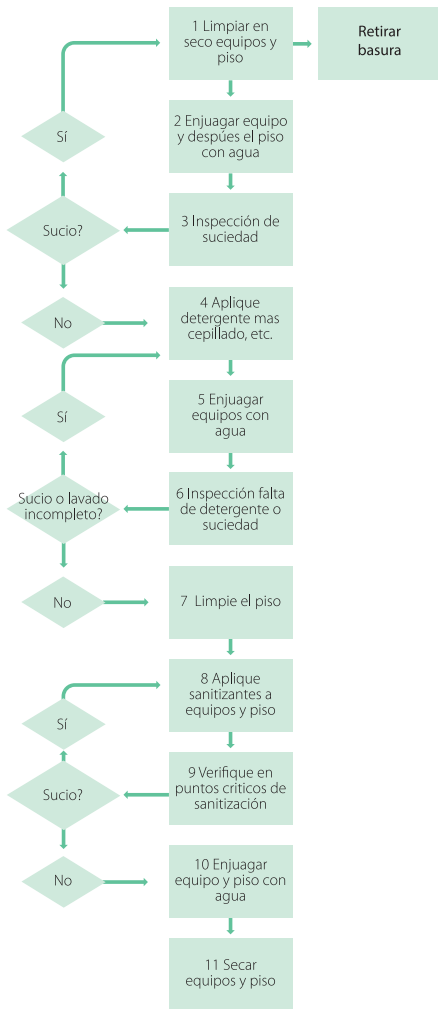 1 Limpiar en
seco equipos y
piso
Retirar
basura
2 Enjuagar equipo
y despúes el piso
con agua
Sí
3 Inspección de
suciedad
Sucio?
No
4 Aplique
detergente mas
cepillado, etc.
5 Enjuagar
equipos con
agua
Sí
6 Inspección falta
de detergente o
suciedad
Sucio o lavado
incompleto?
No
7 Limpie el piso
8 Aplique
sanitizantes a
equipos y piso
Sí
9 Verifique en
puntos criticos de
sanitización
Sucio?
No
10 Enjuagar
equipo y piso con
agua
11 Secar
equipos y piso